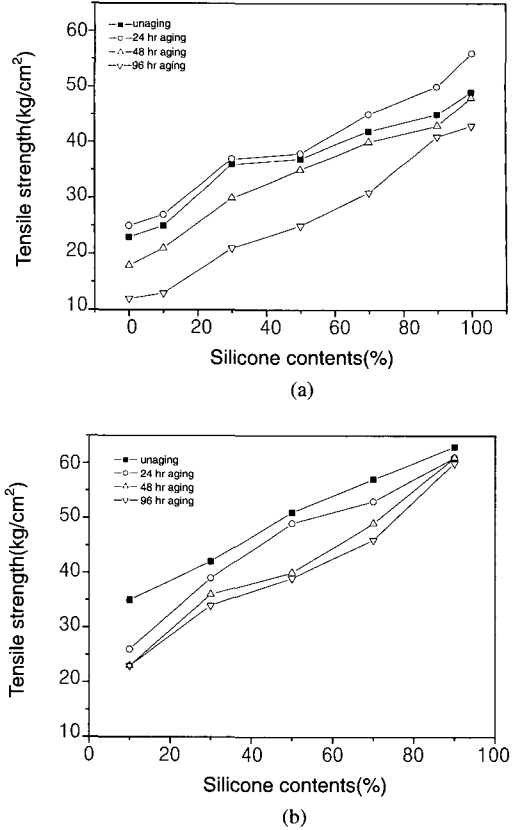 60
50
40
30
20
10
Tensile strength(kg/cm²)
unaging
24 hr aging
48 hr aging
96 hr aging
0 20 40 60 80 100
Silicone contents(%)
(a)
60
50
40
30
20
10
Tensile strength(kg/cm²)
unaging
24 hr aging
48 hr aging
96 hr aging
0 20 40 60 80 100
Silicone contents(%)
(b)